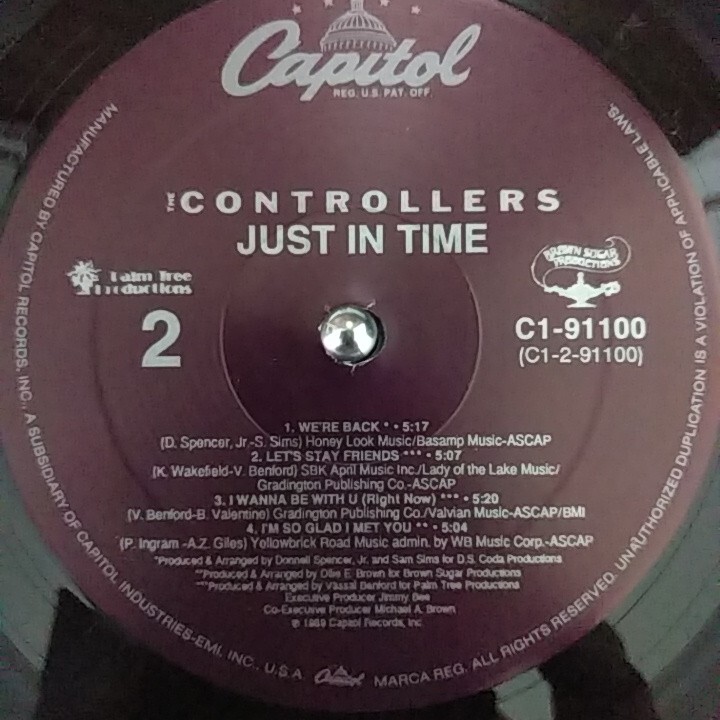 Capitol
REG. U.S. PAT. OFF.
THE CONTROLLERS
JUST IN TIME
Palm Tree
Productions
BROWN SUGAR
PRODUCTIONS
2
C1-91100
(C1-2-91100)
1. WE'RE BACK * • 5:17
(D. Spencer, Jr.-S. Sims) Honey Look Music/Basamp Music-ASCAP
2. LET'S STAY FRIENDS *** • 5:07
(K. Wakefield-V. Benford) SBK April Music Inc./Lady of the Lake Music/
Gradington Publishing Co.-ASCAP
3. I WANNA BE WITH U (Right Now) *** • 5:20
(V. Benford-B. Valentine) Gradington Publishing Co./Valvian Music-ASCAP/BMI
4. I'M SO GLAD I MET YOU ** • 5:04
(P. Ingram -A.Z. Giles) Yellowbrick Road Music admin. by WB Music Corp.-ASCAP
*Produced & Arranged by Donnell Spencer, Jr. and Sam Sims for D.S. Coda Productions
**Produced & Arranged by Ollie E. Brown for Brown Sugar Productions
***Produced & Arranged by Vassal Benford for Palm Tree Productions
Executive Producer Jimmy Bee
Co-Executive Producer Michael A. Brown
℗ 1989 Capitol Records, Inc.
MANUFACTURED BY CAPITOL RECORDS, INC., A SUBSIDIARY OF CAPITOL INDUSTRIES-EMI, INC., U.S.A. Capitol MARCA REG. ALL RIGHTS RESERVED. UNAUTHORIZED DUPLICATION IS A VIOLATION OF APPLICABLE LAWS.